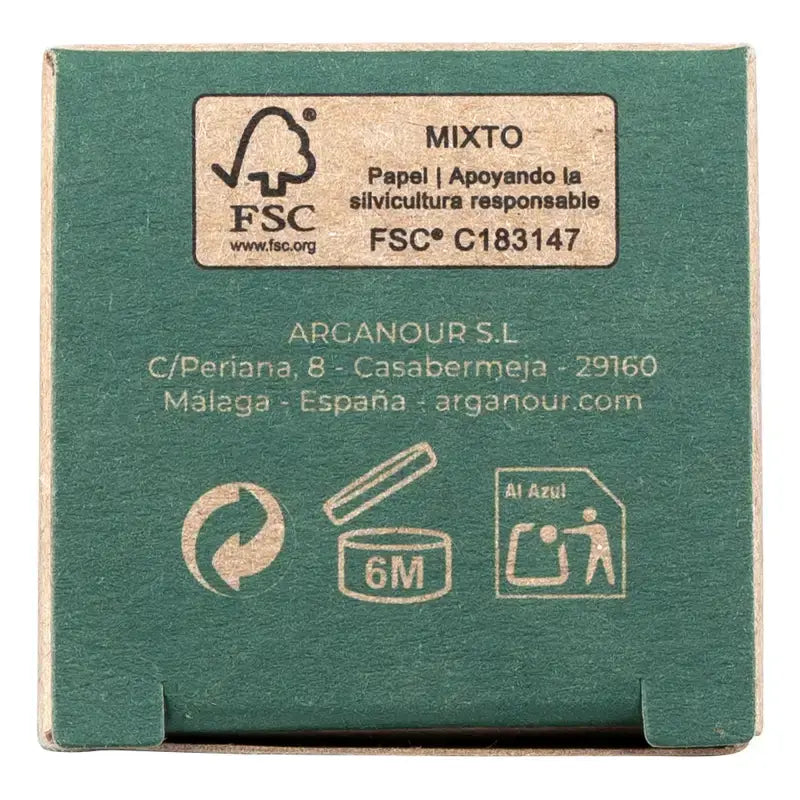 MIXTO
Papel | Apoyando la
silvicultura responsable
FSC® C183147
FSC
www.fsc.org
ARGANOUR S.L
C/Periana, 8 - Casabermeja - 29160
Málaga - España - arganour.com
6M
Al Azul